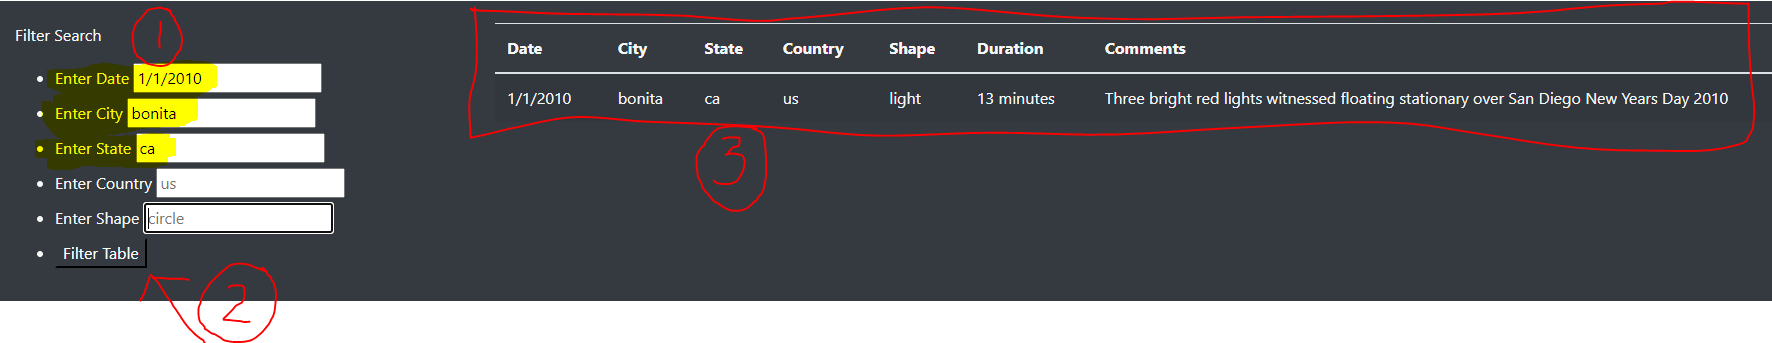 Filter Search
1
Enter Date 1/1/2010
Enter City bonita
Enter State ca
Enter Country us
Enter Shape circle
Filter Table
2
Date City State Country Shape Duration Comments
1/1/2010 bonita ca us light 13 minutes Three bright red lights witnessed floating stationary over San Diego New Years Day 2010
3